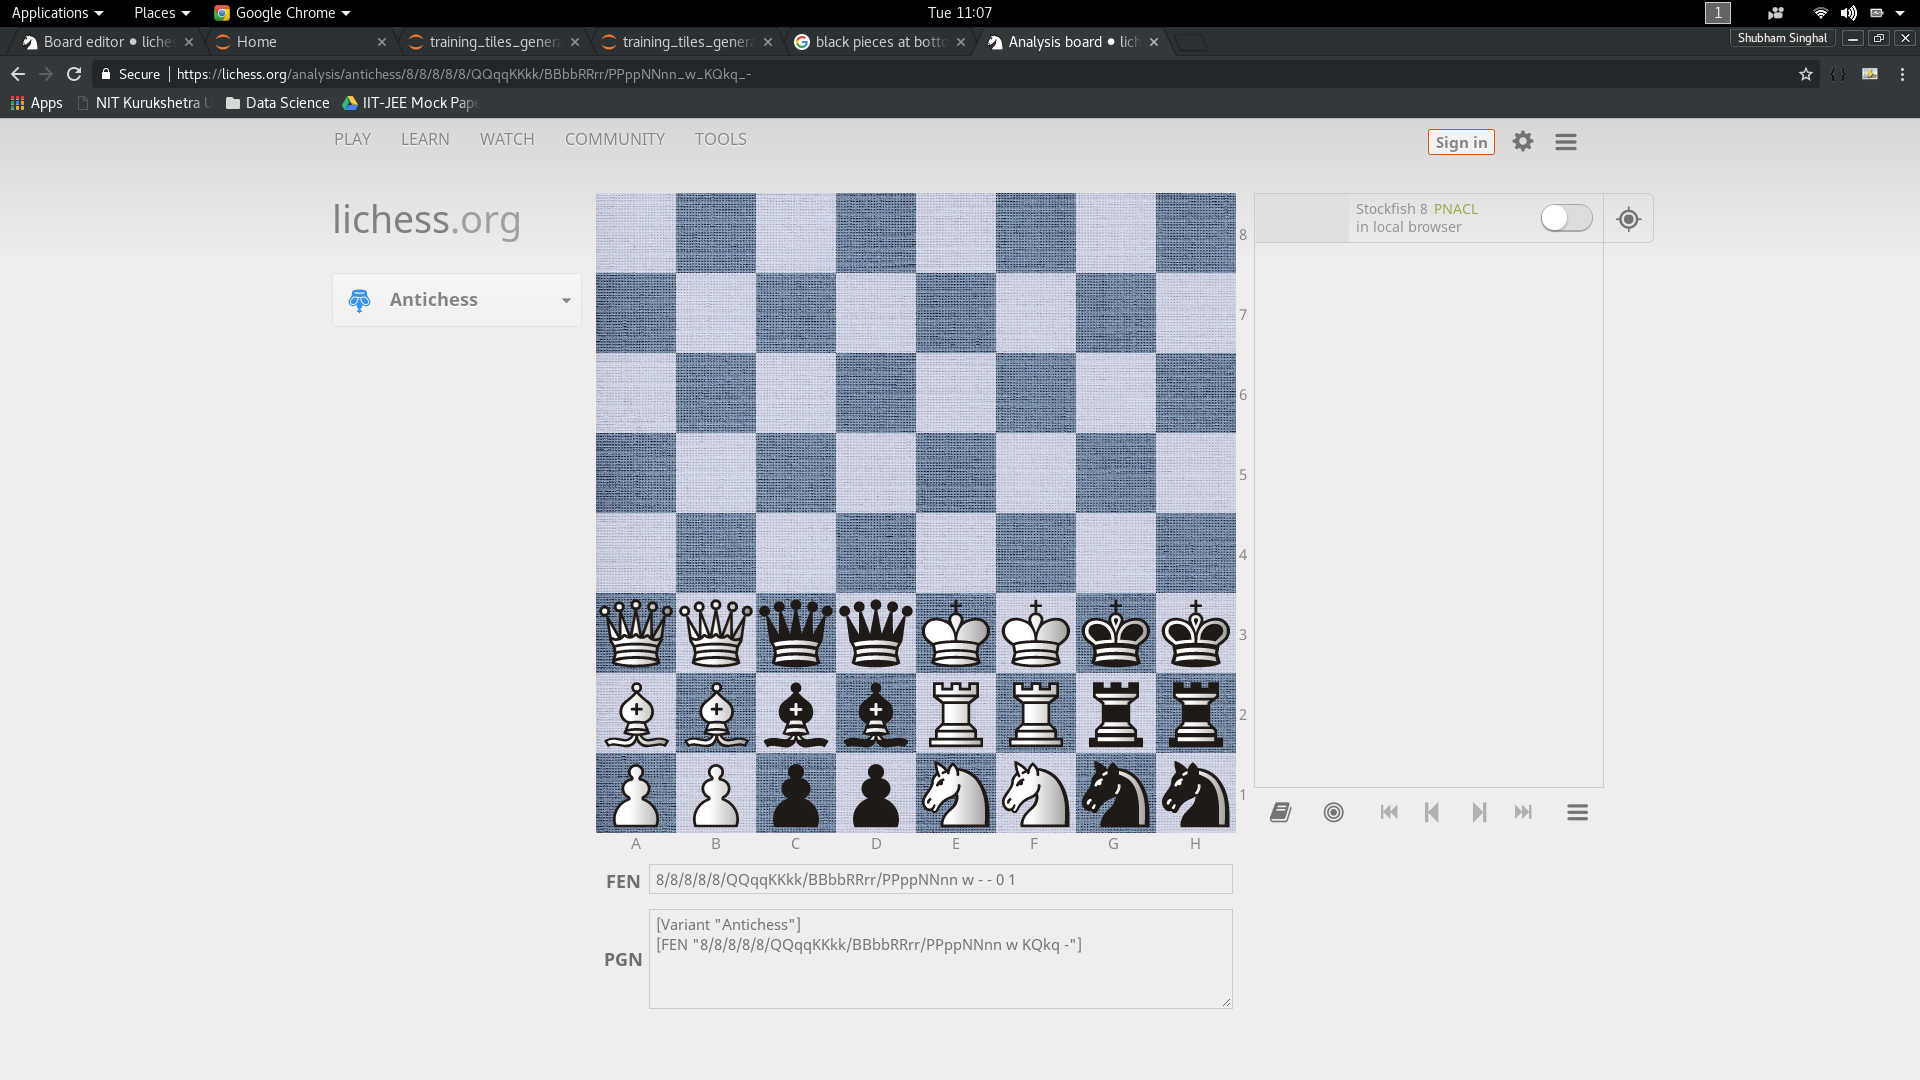 Applications Places Google Chrome Tue 11:07 1
Board editor • liche Home training_tiles_genera training_tiles_genera black pieces at botto Analysis board • lich Shubham Singhal
Secure https://lichess.org/analysis/antichess/8/8/8/8/8/QQqqKKkk/BBbbRRrr/PPppNNnn_w_KQkq_-
Apps NIT Kurukshetra U Data Science IIT-JEE Mock Pape
PLAY LEARN WATCH COMMUNITY TOOLS Sign in
lichess.org
Antichess
Stockfish 8 PNACL
in local browser
8
7
6
5
4
3
2
1
A B C D E F G H
FEN 8/8/8/8/8/QQqqKKkk/BBbbRRrr/PPppNNnn w - - 0 1
PGN
[Variant "Antichess"]
[FEN "8/8/8/8/8/QQqqKKkk/BBbbRRrr/PPppNNnn w KQkq -"]